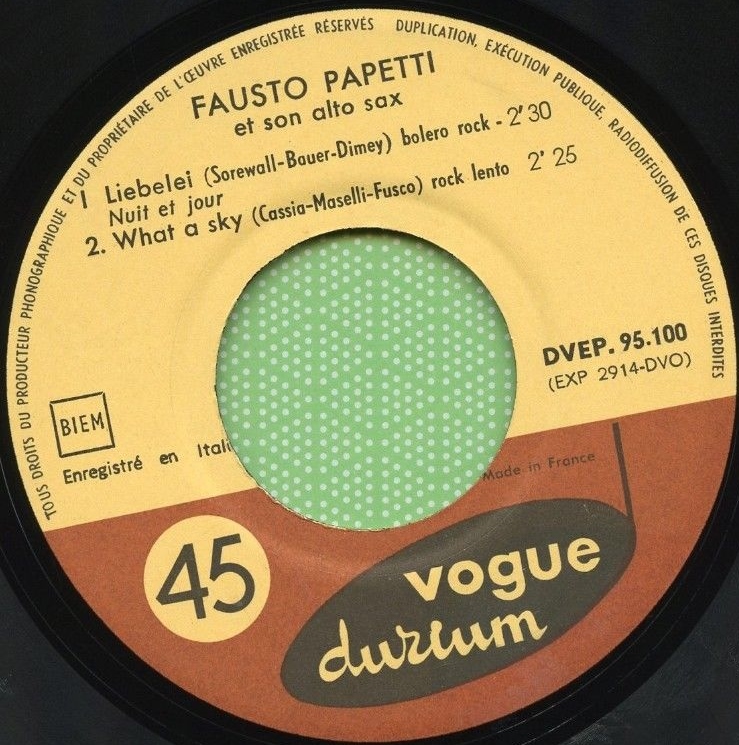 TOUS DROITS DU PRODUCTEUR PHONOGRAPHIQUE ET DU PROPRIÉTAIRE DE L'ŒUVRE ENREGISTRÉE RÉSERVÉS DUPLICATION, EXÉCUTION PUBLIQUE, RADIODIFFUSION DE CES DISQUES INTERDITES
FAUSTO PAPETTI
et son alto sax
1 Liebelei (Sorewall-Bauer-Dimey) bolero rock - 2'30
Nuit et jour
2. What a sky (Cassia-Maselli-Fusco) rock lento 2' 25
DVEP. 95.100
(EXP 2914-DVO)
BIEM
Enregistré en Itali
Made in France
45
vogue
durium